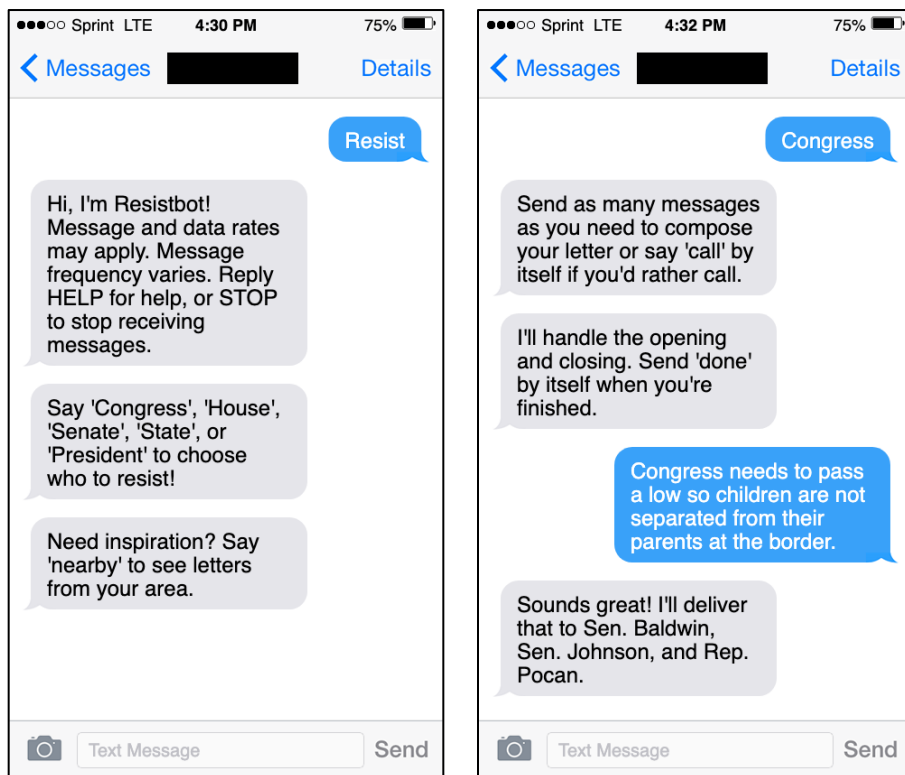 Sprint LTE 4:30 PM 75%
Messages Details
Resist
Hi, I'm Resistbot!
Message and data rates
may apply. Message
frequency varies. Reply
HELP for help, or STOP
to stop receiving
messages.
Say 'Congress', 'House',
'Senate', 'State', or
'President' to choose
who to resist!
Need inspiration? Say
'nearby' to see letters
from your area.
Text Message Send
Sprint LTE 4:32 PM 75%
Messages Details
Congress
Send as many messages
as you need to compose
your letter or say 'call' by
itself if you'd rather call.
I'll handle the opening
and closing. Send 'done'
by itself when you're
finished.
Congress needs to pass
a low so children are not
separated from their
parents at the border.
Sounds great! I'll deliver
that to Sen. Baldwin,
Sen. Johnson, and Rep.
Pocan.
Text Message Send